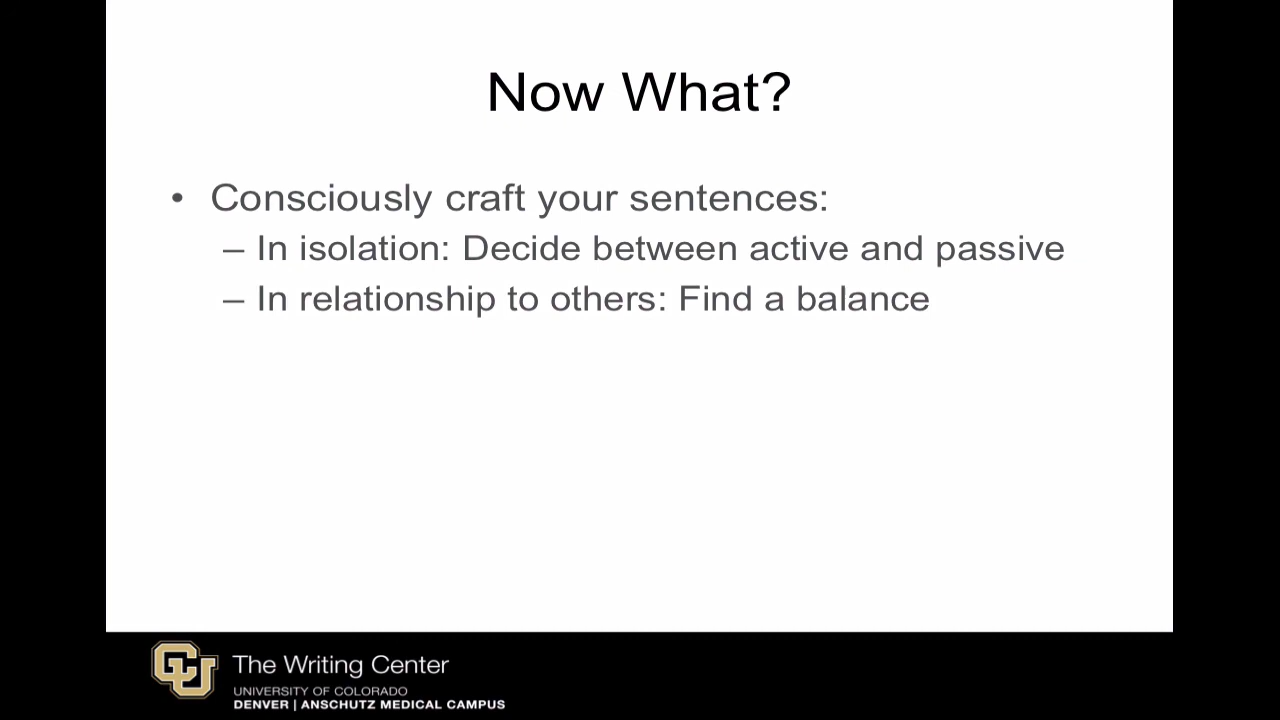 Now What?
• Consciously craft your sentences:
– In isolation: Decide between active and passive
– In relationship to others: Find a balance
CU
The Writing Center
UNIVERSITY OF COLORADO
DENVER | ANSCHUTZ MEDICAL CAMPUS